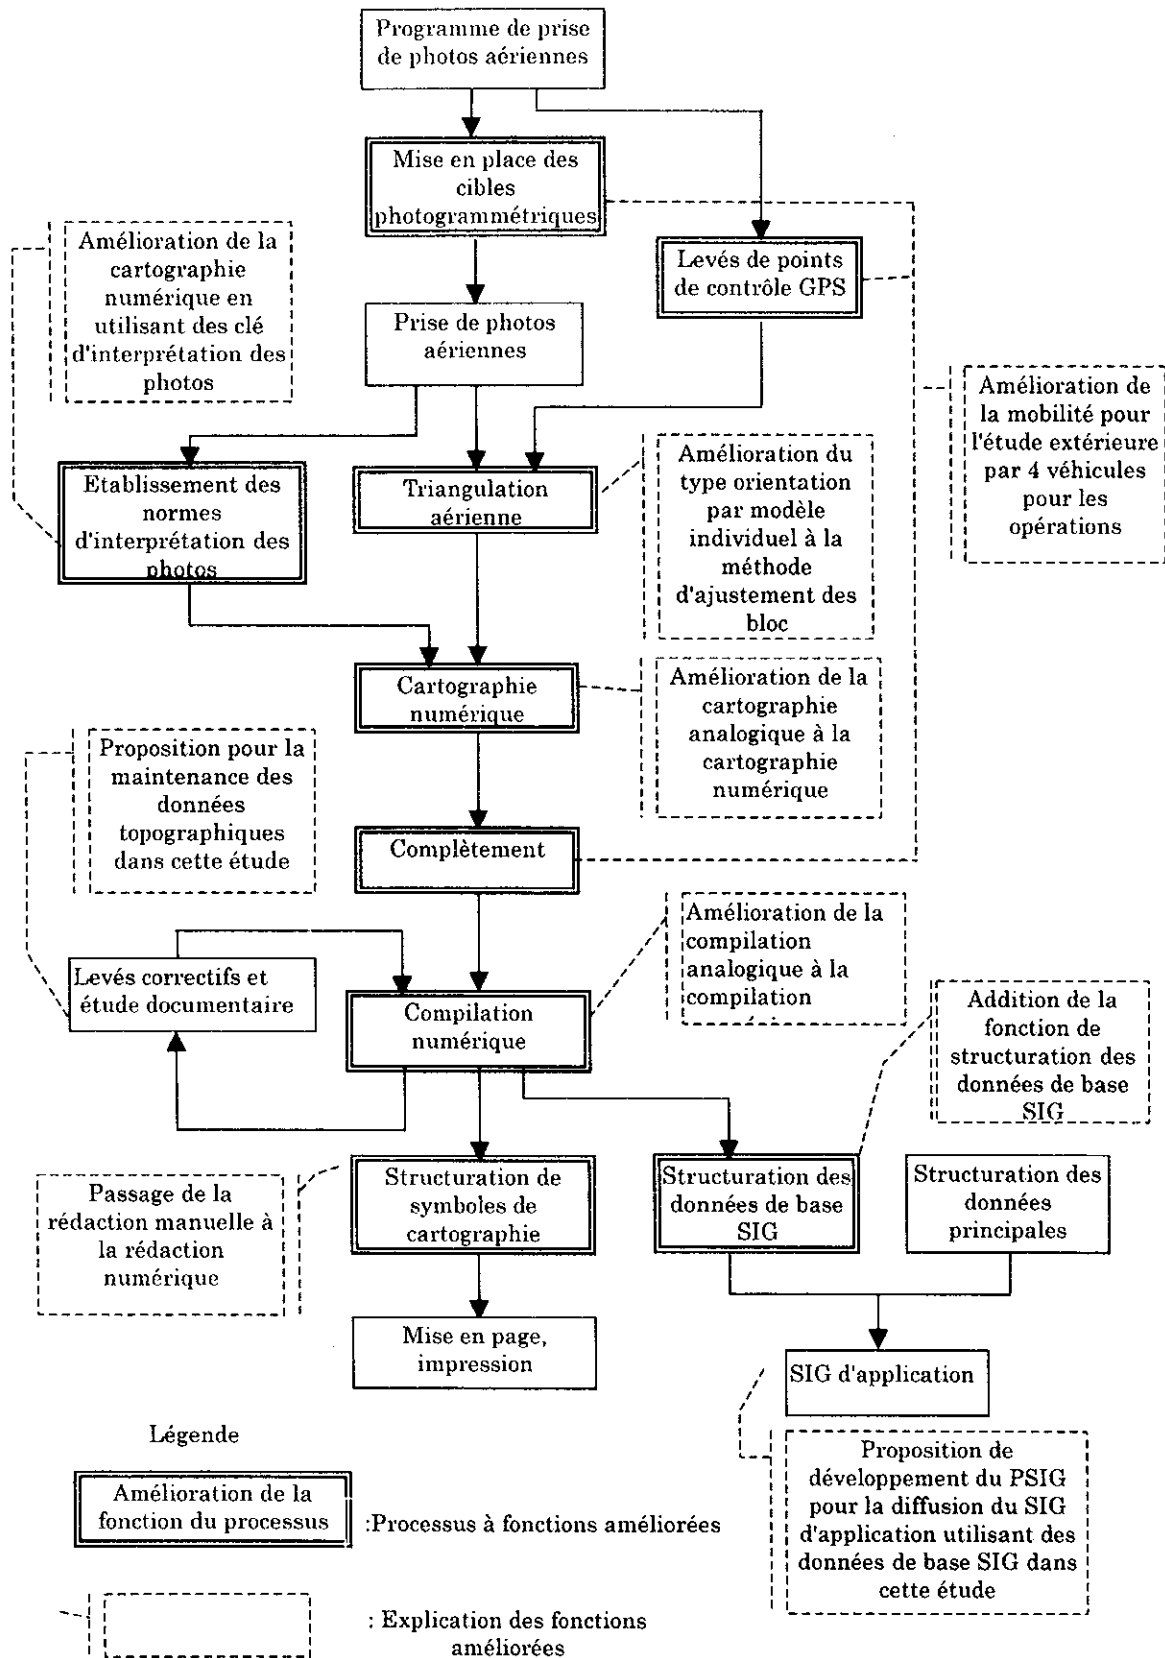 Programme de prise
de photos aériennes
Mise en place des
cibles
photogrammétriques
Amélioration de la
cartographie
numérique en
utilisant des clé
d'interprétation des
photos
Levés de points
de contrôle GPS
Prise de photos
aériennes
Amélioration de
la mobilité pour
l'étude extérieure
par 4 véhicules
pour les
opérations
Etablissement des
normes
d'interprétation des
photos
Triangulation
aérienne
Amélioration du
type orientation
par modèle
individuel à la
méthode
d'ajustement des
bloc
Cartographie
numérique
Amélioration de la
cartographie
analogique à la
cartographie
numérique
Proposition pour la
maintenance des
données
topographiques
dans cette étude
Complètement
Amélioration de la
compilation
analogique à la
compilation
Levés correctifs et
étude documentaire
Compilation
numérique
Addition de la
fonction de
structuration des
données de base
SIG
Passage de la
rédaction manuelle à
la rédaction
numérique
Structuration de
symboles de
cartographie
Structuration des
données de base
SIG
Structuration des
données
principales
Mise en page,
impression
SIG d'application
Proposition de
développement du PSIG
pour la diffusion du SIG
d'application utilisant des
données de base SIG dans
cette étude
Légende
Amélioration de la
fonction du processus
:Processus à fonctions améliorées
: Explication des fonctions
améliorées